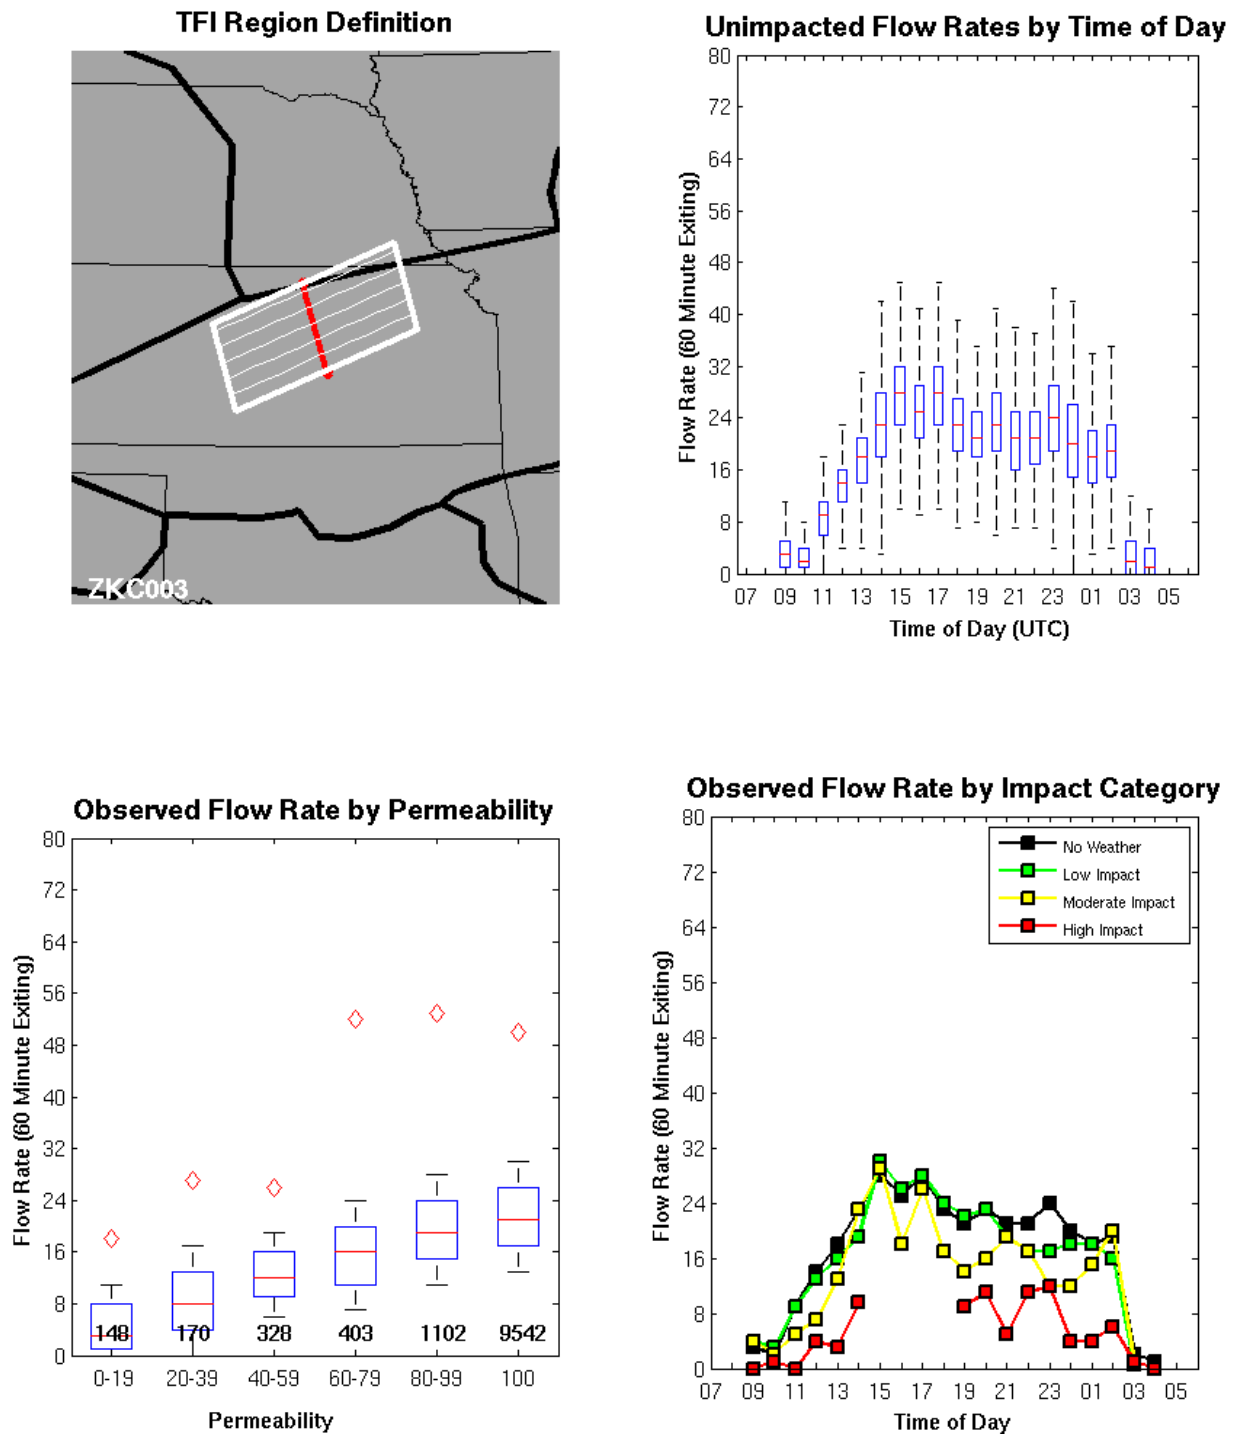 TFI Region Definition
ZKC003
Unimpacted Flow Rates by Time of Day
Flow Rate (60 Minute Exiting)
80
72
64
56
48
40
32
24
16
8
0
07 09 11 13 15 17 19 21 23 01 03 05
Time of Day (UTC)
Observed Flow Rate by Permeability
Flow Rate (60 Minute Exiting)
80
72
64
56
48
40
32
24
16
8
0
148 170 328 403 1102 9542
0-19 20-39 40-59 60-79 80-99 100
Permeability
Observed Flow Rate by Impact Category
Flow Rate (60 Minute Exiting)
80
72
64
56
48
40
32
24
16
8
0
No Weather
Low Impact
Moderate Impact
High Impact
07 09 11 13 15 17 19 21 23 01 03 05
Time of Day